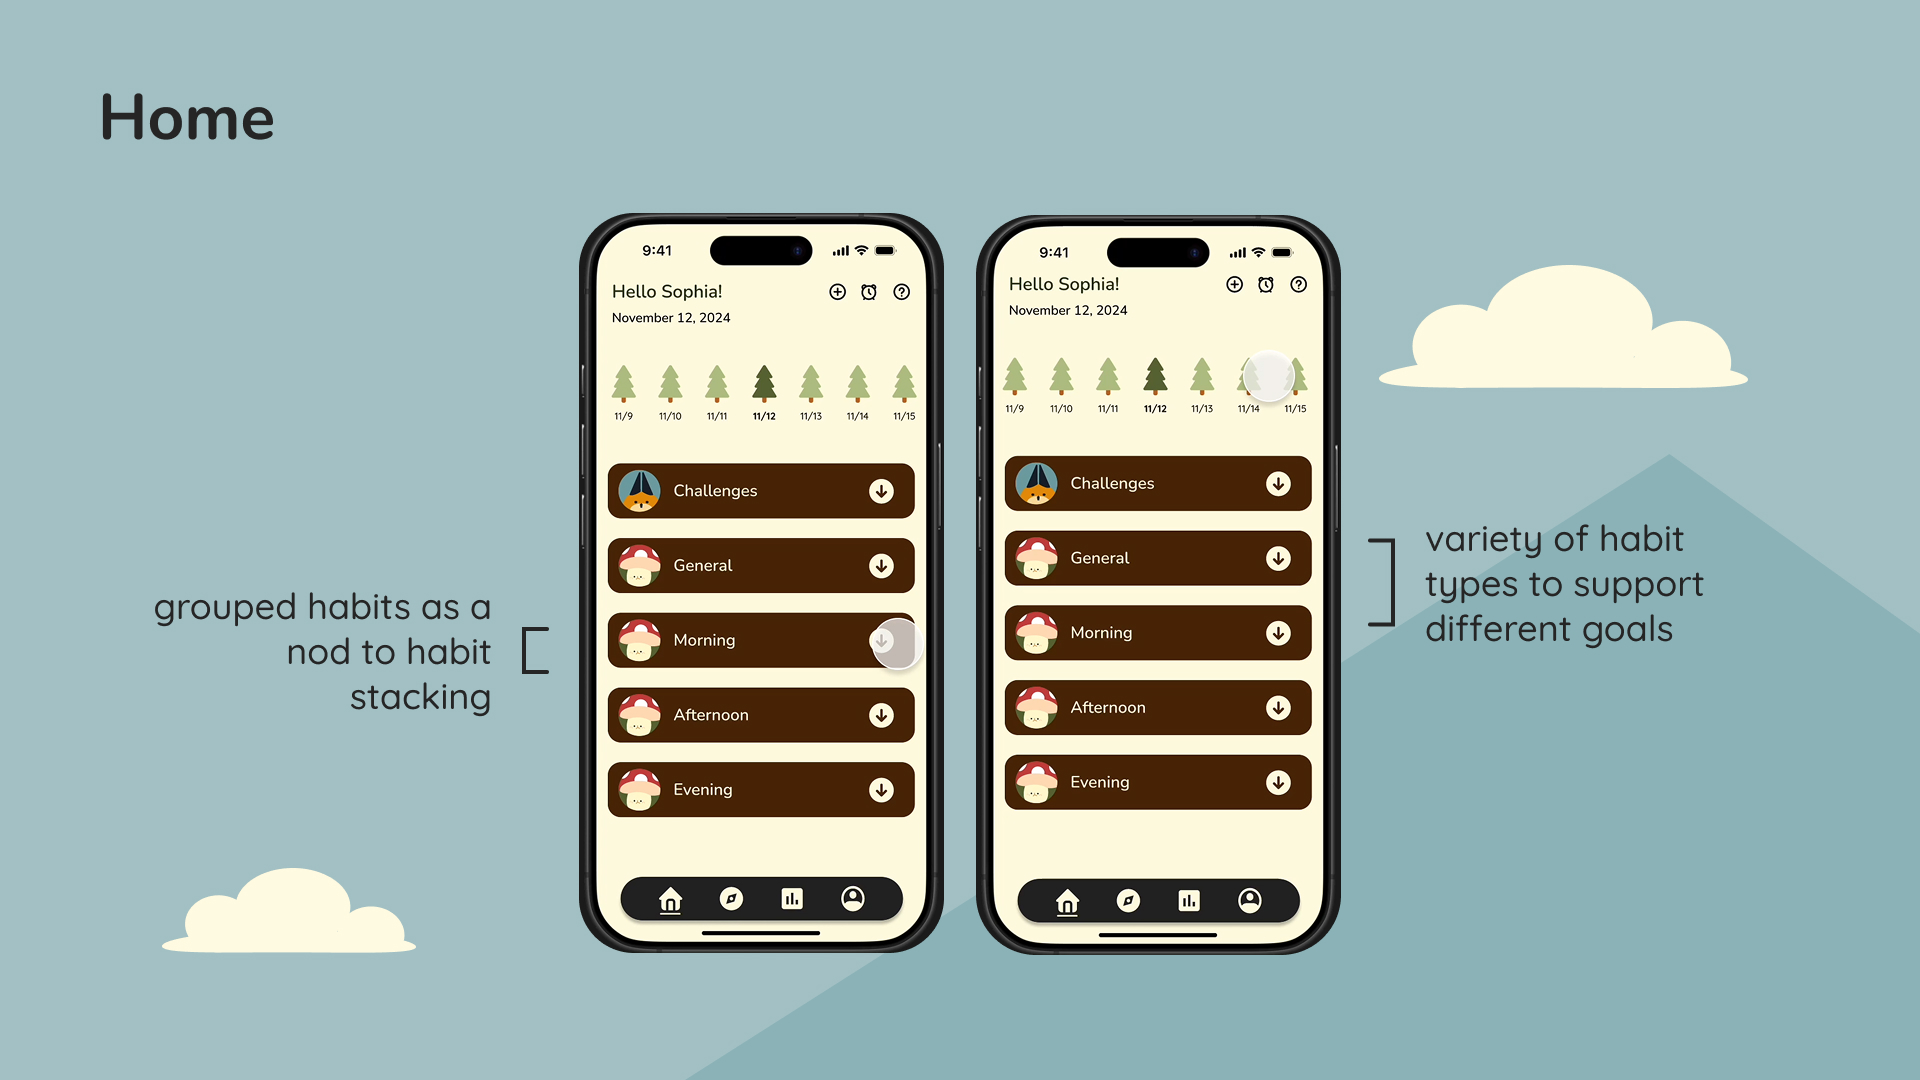 Home
grouped habits as a
nod to habit
stacking
9:41
Hello Sophia!
November 12, 2024
11/9 11/10 11/11 11/12 11/13 11/14 11/15
Challenges
General
Morning
Afternoon
Evening
9:41
Hello Sophia!
November 12, 2024
11/9 11/10 11/11 11/12 11/13 11/14 11/15
Challenges
General
Morning
Afternoon
Evening
variety of habit
types to support
different goals